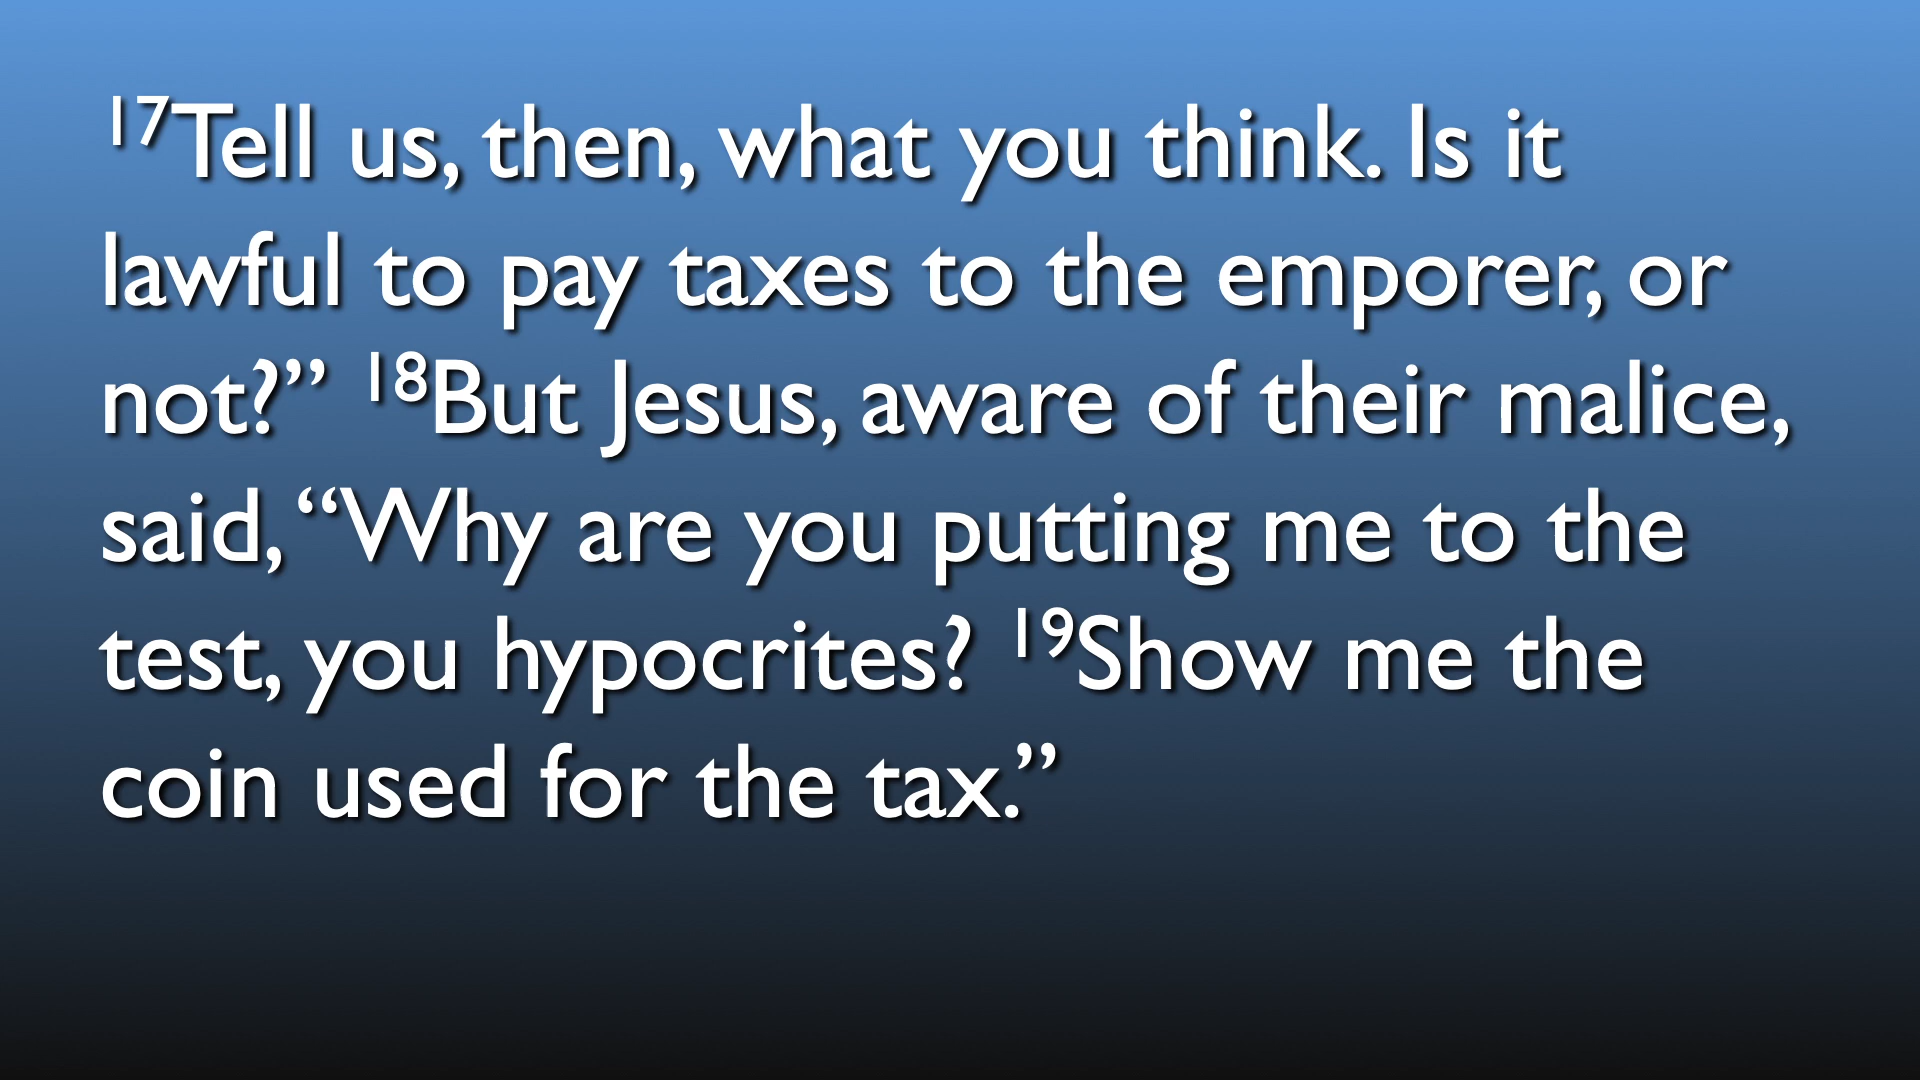 ¹⁷Tell us, then, what you think. Is it
lawful to pay taxes to the emporer, or
not?” ¹⁸But Jesus, aware of their malice,
said, “Why are you putting me to the
test, you hypocrites? ¹⁹Show me the
coin used for the tax.”